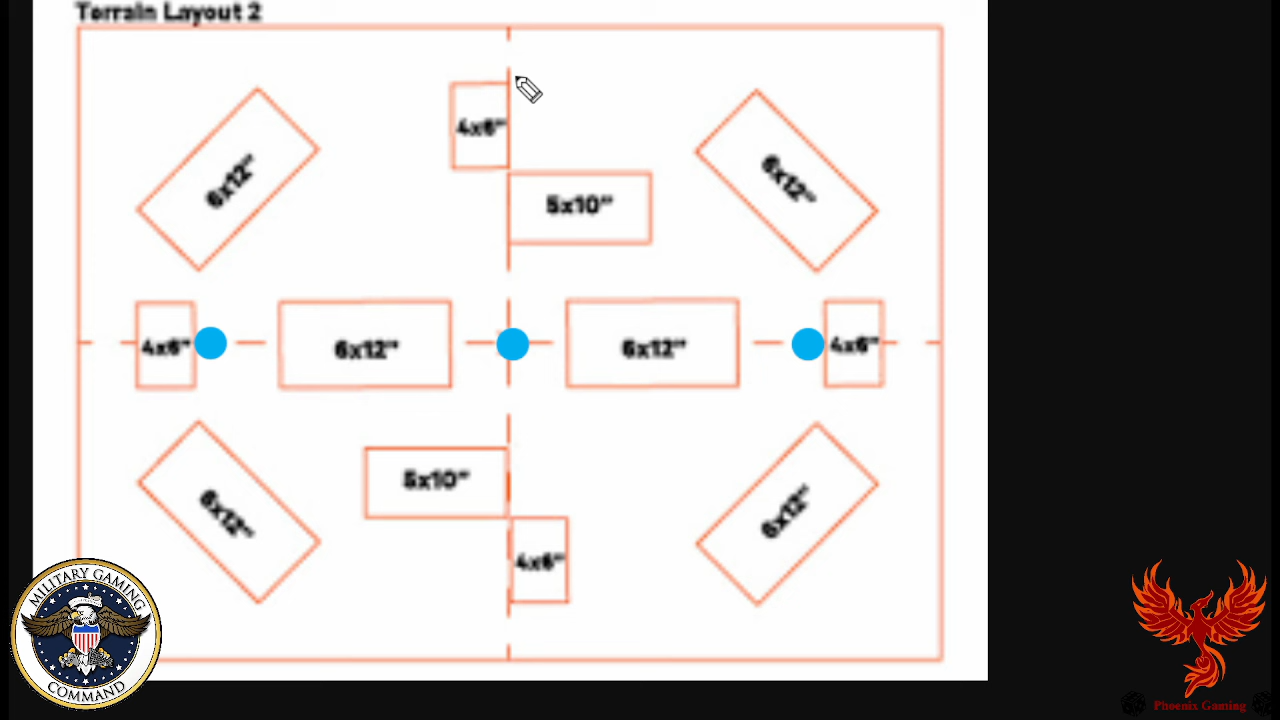 Terrain Layout 2
4x6"
6x12"
6x12"
5x10"
4x6"
6x12"
6x12"
4x6"
5x10"
6x12"
6x12"
4x6"
MILITARY GAMING
COMMAND
Phoenix Gaming